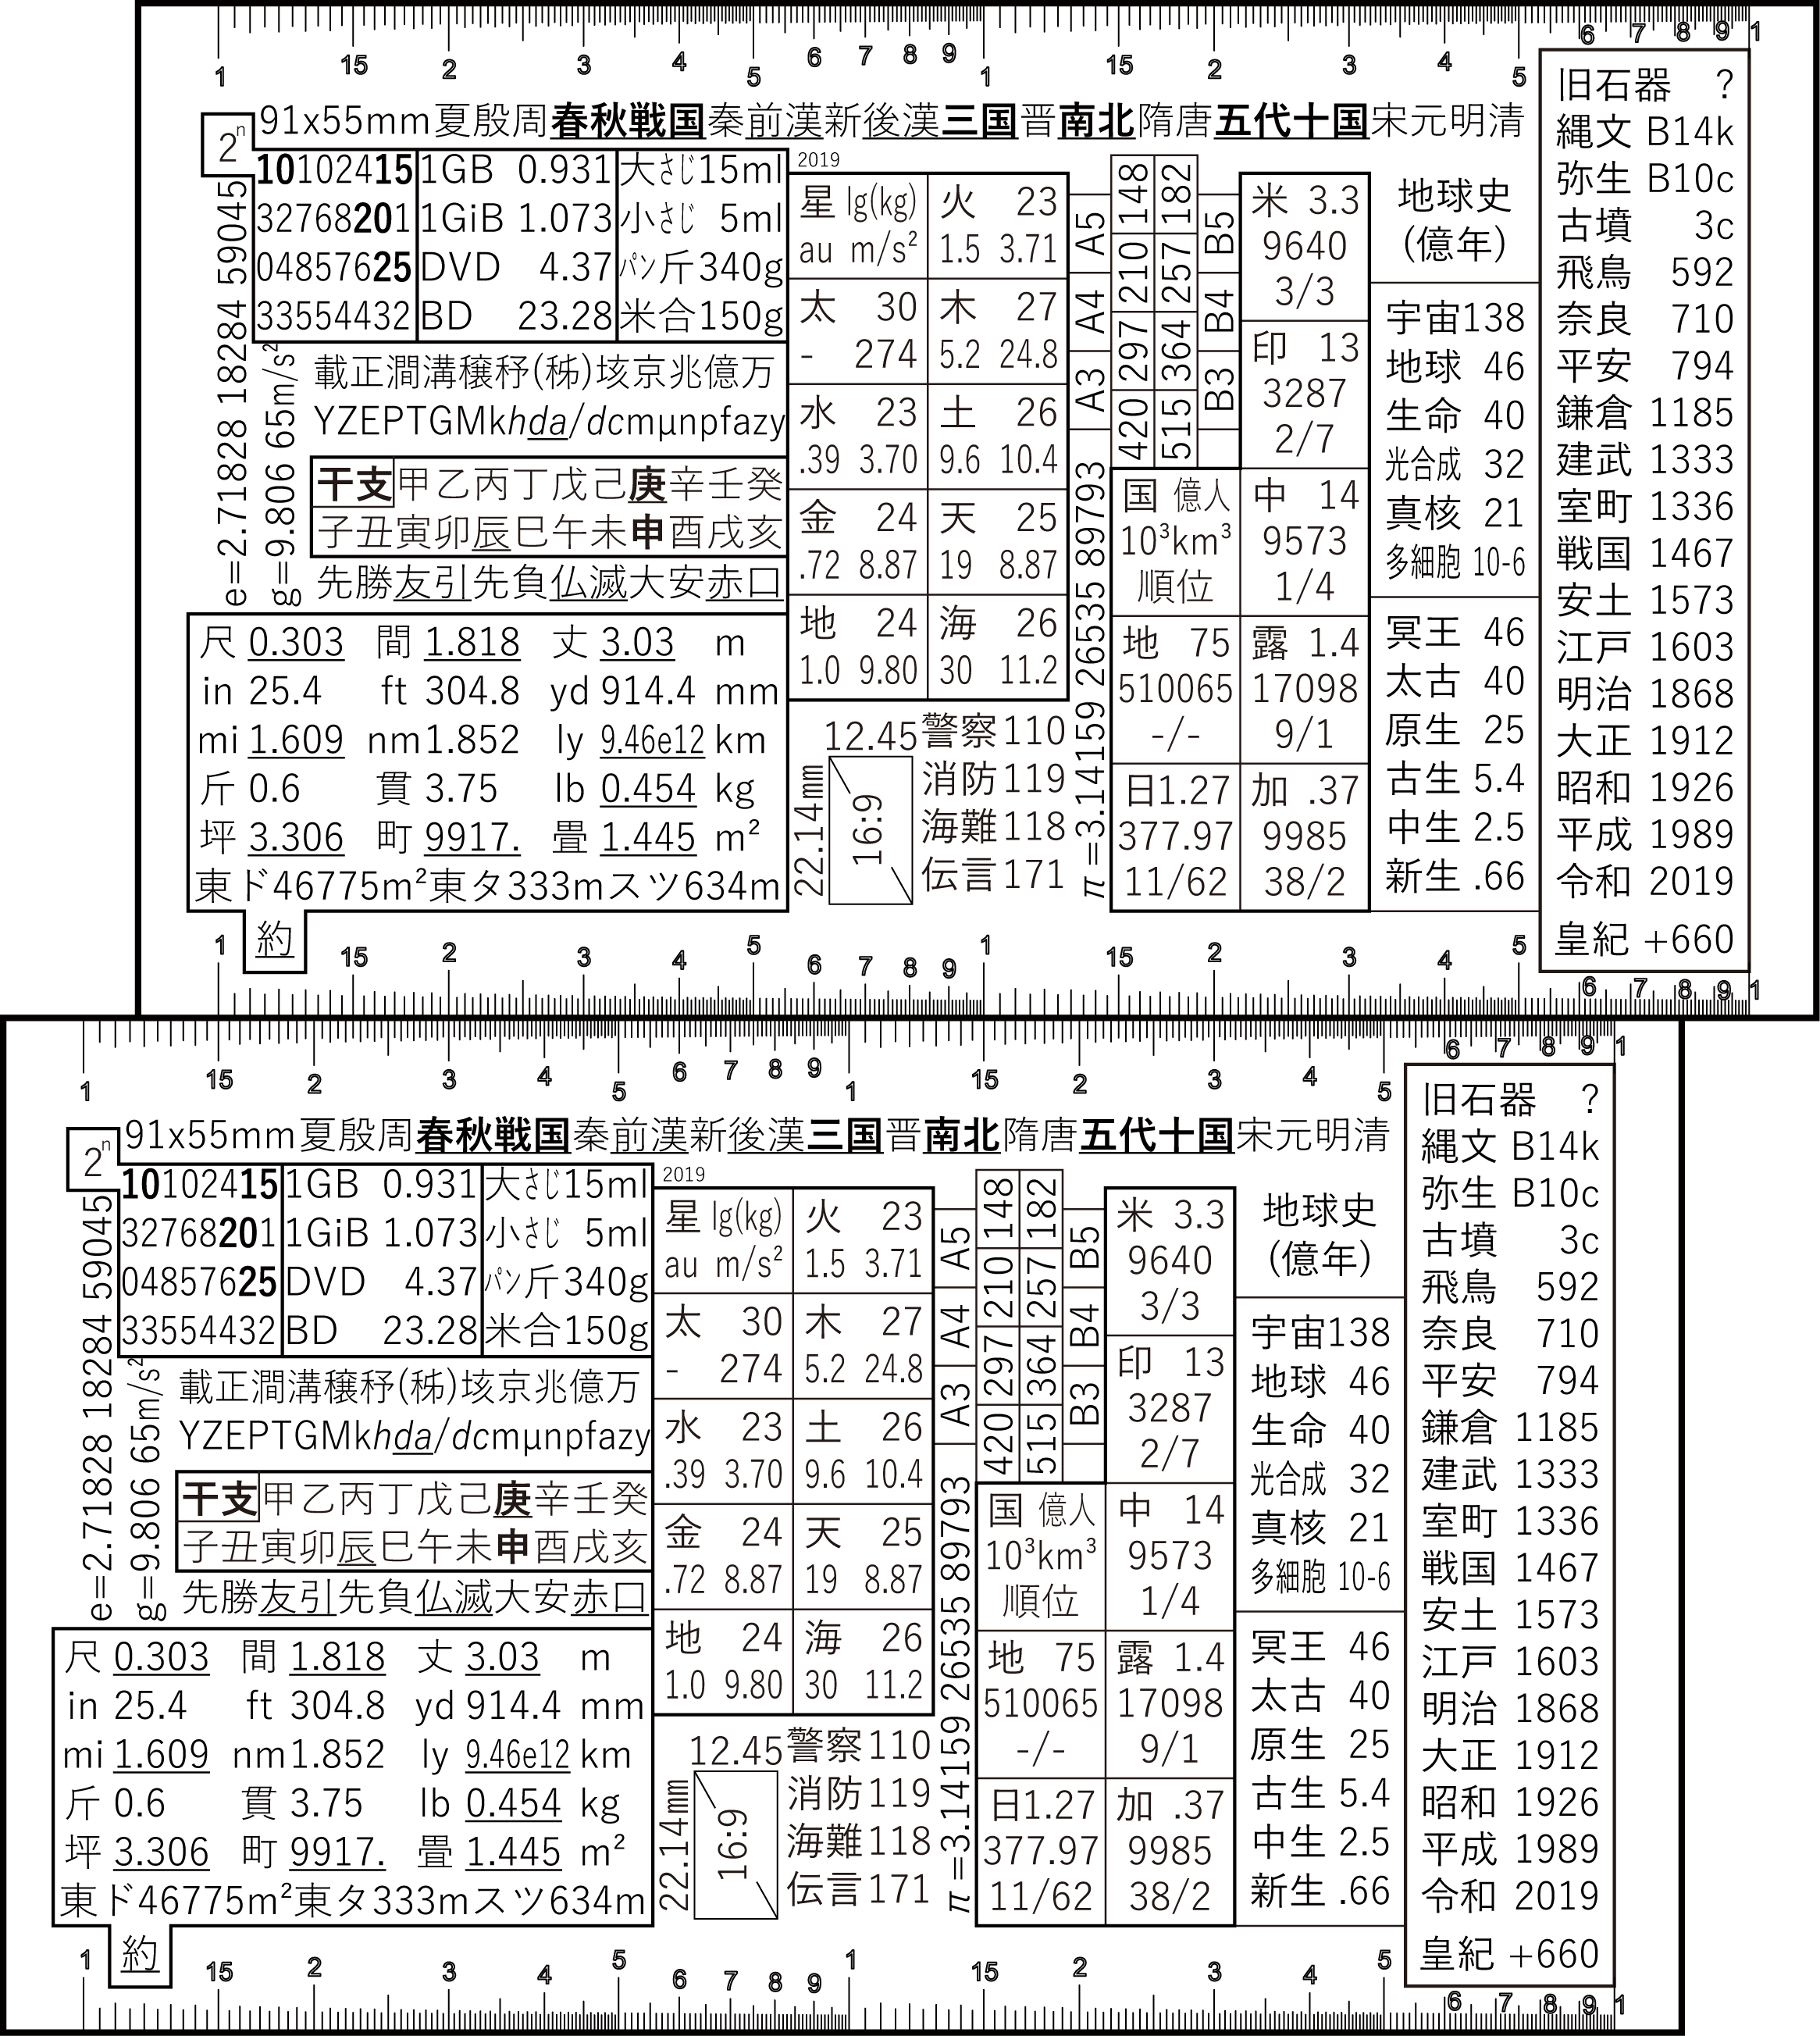 1 15 2 3 4 5 6 7 8 9 1 15 2 3 4 5 6 7 8 9 1
91x55mm夏殷周春秋戦国秦前漢新後漢三国晋南北隋唐五代十国宋元明清
2ⁿ
10102415
32768201
04857625
33554432
1GB 0.931
1GiB 1.073
DVD 4.37
BD 23.28
大さじ15ml
小さじ 5ml
パン斤340g
米合150g
e=2.71828 18284 59045
g=9.806 65m/s²
載正澗溝穣秄(秭)垓京兆億万
YZEPTGMkhda/dcmµnpfazy
干支甲乙丙丁戊己庚辛壬癸
子丑寅卯辰巳午未申酉戌亥
先勝友引先負仏滅大安赤口
尺 0.303 間 1.818 丈 3.03 m
in 25.4 ft 304.8 yd 914.4 mm
mi 1.609 nm1.852 ly 9.46e12 km
斤 0.6 貫 3.75 lb 0.454 kg
坪 3.306 町 9917. 畳 1.445 m²
東ド46775m²東タ333mスツ634m
約
2019
星 lg(kg) 火 23
au m/s² 1.5 3.71
太 30 木 27
- 274 5.2 24.8
水 23 土 26
.39 3.70 9.6 10.4
金 24 天 25
.72 8.87 19 8.87
地 24 海 26
1.0 9.80 30 11.2
12.45
22.14mm
16:9
警察110
消防119
海難118
伝言171
π=3.14159 26535 89793
A3 A4 A5
420 297 210 148
515 364 257 182
B3 B4 B5
米 3.3
9640
3/3
印 13
3287
2/7
国 億人
10³km³
順位
中 14
9573
1/4
地 75
510065
-/-
露 1.4
17098
9/1
日1.27
377.97
11/62
加 .37
9985
38/2
地球史
(億年)
宇宙138
地球 46
生命 40
光合成 32
真核 21
多細胞 10-6
冥王 46
太古 40
原生 25
古生 5.4
中生 2.5
新生 .66
旧石器 ?
縄文 B14k
弥生 B10c
古墳 3c
飛鳥 592
奈良 710
平安 794
鎌倉 1185
建武 1333
室町 1336
戦国 1467
安土 1573
江戸 1603
明治 1868
大正 1912
昭和 1926
平成 1989
令和 2019
皇紀 +660
1 15 2 3 4 5 6 7 8 9 1 15 2 3 4 5 6 7 8 9 1
1 15 2 3 4 5 6 7 8 9 1 15 2 3 4 5 6 7 8 9 1
91x55mm夏殷周春秋戦国秦前漢新後漢三国晋南北隋唐五代十国宋元明清
2ⁿ
10102415
32768201
04857625
33554432
1GB 0.931
1GiB 1.073
DVD 4.37
BD 23.28
大さじ15ml
小さじ 5ml
パン斤340g
米合150g
e=2.71828 18284 59045
g=9.806 65m/s²
載正澗溝穣秄(秭)垓京兆億万
YZEPTGMkhda/dcmµnpfazy
干支甲乙丙丁戊己庚辛壬癸
子丑寅卯辰巳午未申酉戌亥
先勝友引先負仏滅大安赤口
尺 0.303 間 1.818 丈 3.03 m
in 25.4 ft 304.8 yd 914.4 mm
mi 1.609 nm1.852 ly 9.46e12 km
斤 0.6 貫 3.75 lb 0.454 kg
坪 3.306 町 9917. 畳 1.445 m²
東ド46775m²東タ333mスツ634m
約
2019
星 lg(kg) 火 23
au m/s² 1.5 3.71
太 30 木 27
- 274 5.2 24.8
水 23 土 26
.39 3.70 9.6 10.4
金 24 天 25
.72 8.87 19 8.87
地 24 海 26
1.0 9.80 30 11.2
12.45
22.14mm
16:9
警察110
消防119
海難118
伝言171
π=3.14159 26535 89793
A3 A4 A5
420 297 210 148
515 364 257 182
B3 B4 B5
米 3.3
9640
3/3
印 13
3287
2/7
国 億人
10³km³
順位
中 14
9573
1/4
地 75
510065
-/-
露 1.4
17098
9/1
日1.27
377.97
11/62
加 .37
9985
38/2
地球史
(億年)
宇宙138
地球 46
生命 40
光合成 32
真核 21
多細胞 10-6
冥王 46
太古 40
原生 25
古生 5.4
中生 2.5
新生 .66
旧石器 ?
縄文 B14k
弥生 B10c
古墳 3c
飛鳥 592
奈良 710
平安 794
鎌倉 1185
建武 1333
室町 1336
戦国 1467
安土 1573
江戸 1603
明治 1868
大正 1912
昭和 1926
平成 1989
令和 2019
皇紀 +660
1 15 2 3 4 5 6 7 8 9 1 15 2 3 4 5 6 7 8 9 1